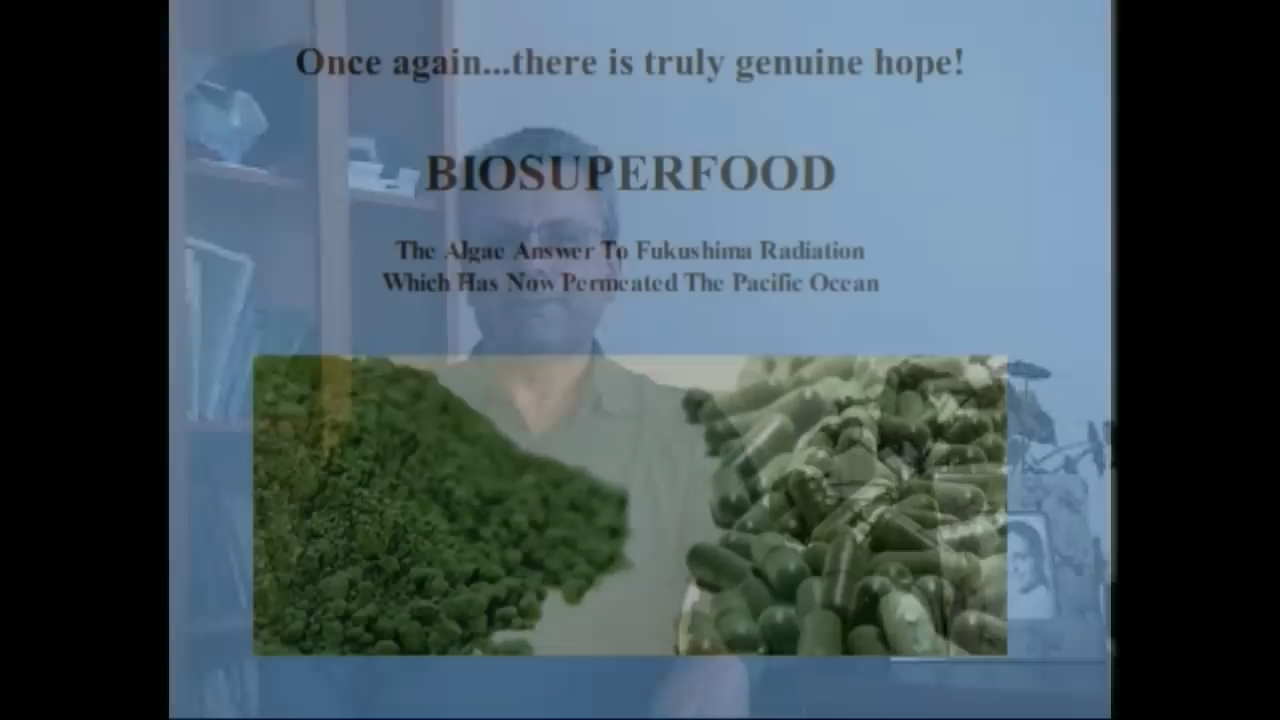 Once again...there is truly genuine hope!
BIOSUPERFOOD
The Algae Answer To Fukushima Radiation
Which Has Now Permeated The Pacific Ocean